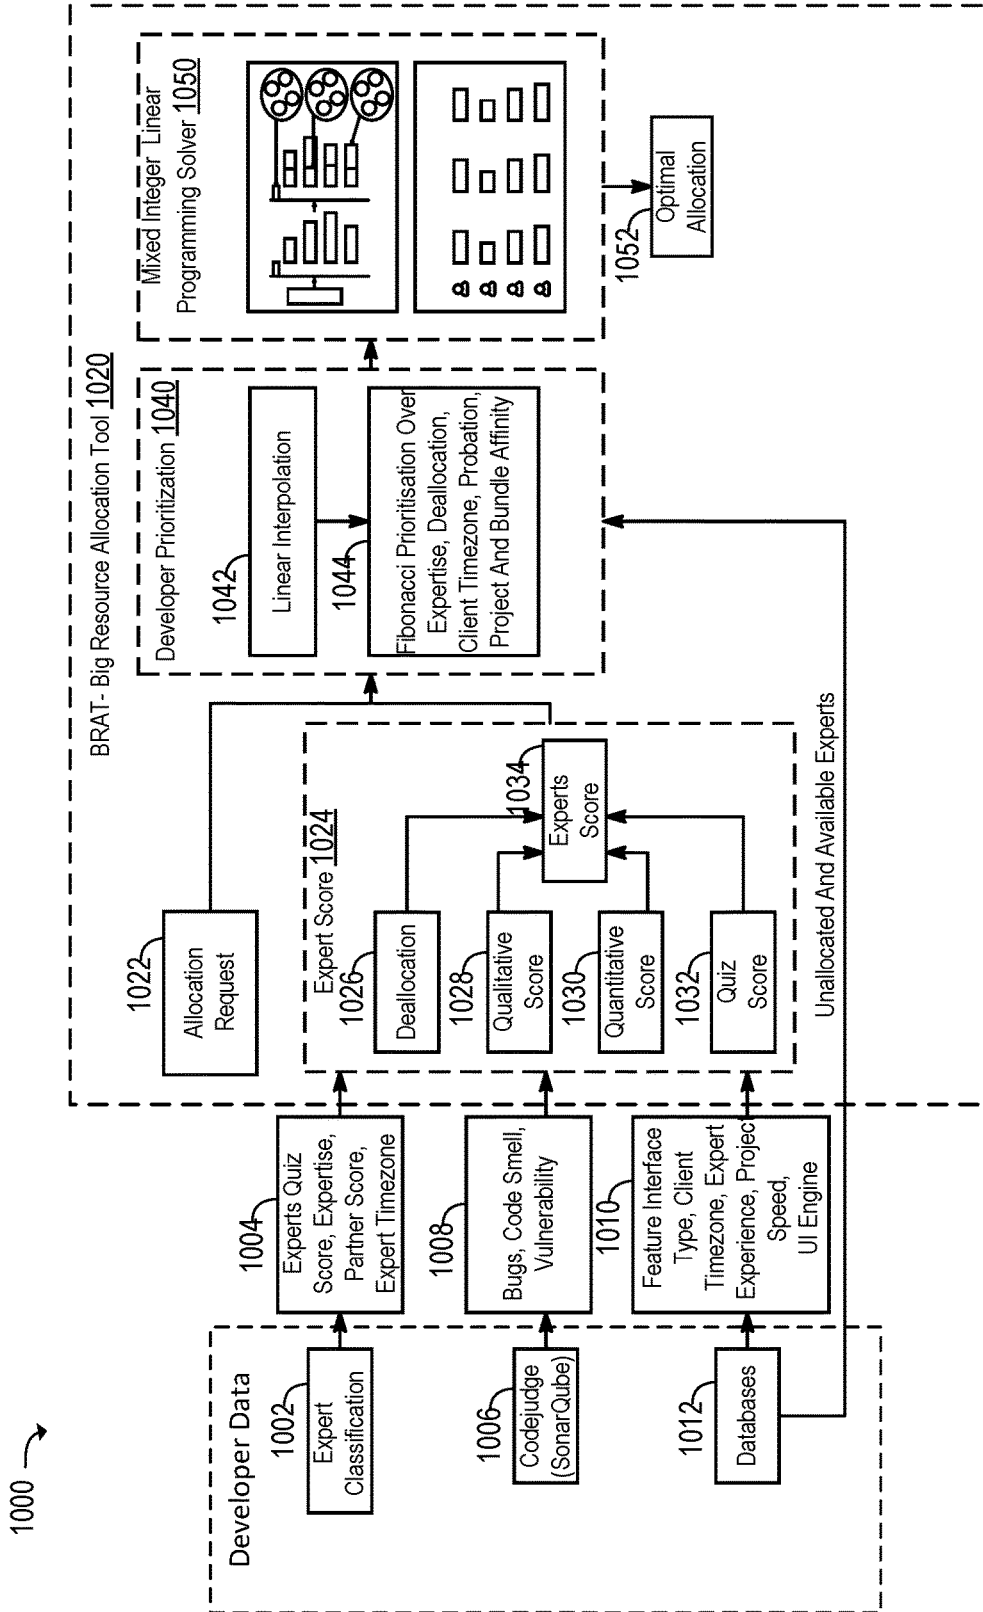 1000
Developer Data
1002
Expert
Classification
1006
Codejudge
(SonarQube)
1012
Databases
1004
Experts Quiz
Score, Expertise,
Partner Score,
Expert Timezone
1008
Bugs, Code Smell,
Vulnerability
1010
Feature Interface
Type, Client
Timezone, Expert
Experience, Project
Speed,
UI Engine
BRAT - Big Resource Allocation Tool 1020
1022
Allocation
Request
Expert Score 1024
1026
Deallocation
1028
Qualitative
Score
1030
Quantitative
Score
1032
Quiz
Score
1034
Experts
Score
Unallocated And Available Experts
Developer Prioritization 1040
1042
Linear Interpolation
1044
Fibonacci Prioritisation Over
Expertise, Deallocation,
Client Timezone, Probation,
Project And Bundle Affinity
Mixed Integer Linear
Programming Solver 1050
1052
Optimal
Allocation